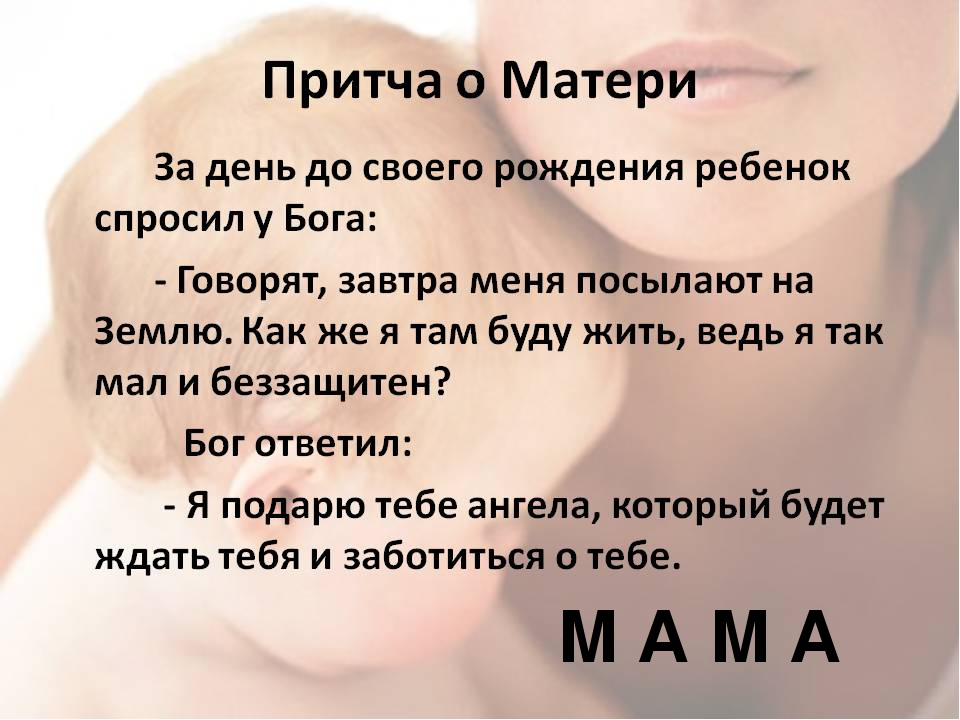 Притча о Матери
За день до своего рождения ребенок
спросил у Бога:
- Говорят, завтра меня посылают на
Землю. Как же я там буду жить, ведь я так
мал и беззащитен?
Бог ответил:
- Я подарю тебе ангела, который будет
ждать тебя и заботиться о тебе.
М А М А